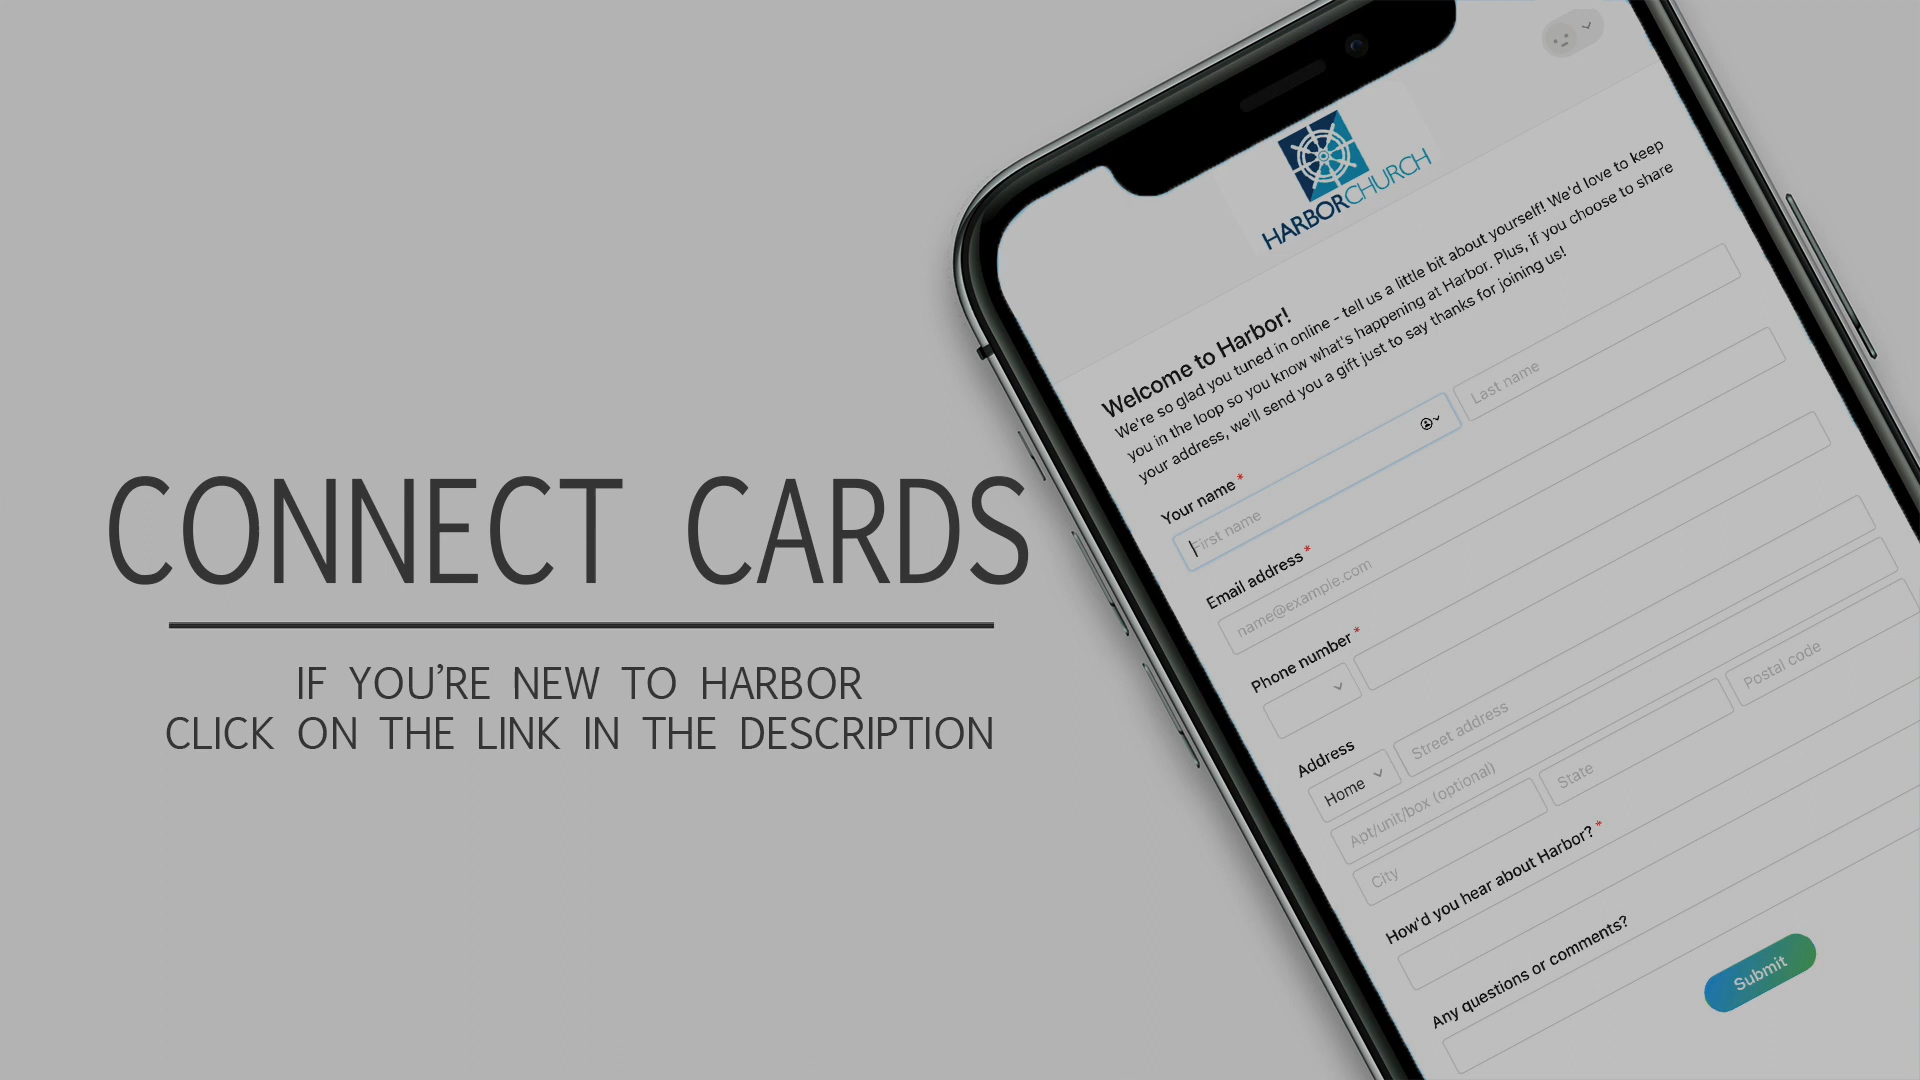 CONNECT CARDS
IF YOU'RE NEW TO HARBOR
CLICK ON THE LINK IN THE DESCRIPTION
HARBORCHURCH
Welcome to Harbor!
We're so glad you tuned in online - tell us a little bit about yourself! We'd love to keep
you in the loop so you know what's happening at Harbor. Plus, if you choose to share
your address, we'll send you a gift just to say thanks for joining us!
Your name *
First name
Last name
Email address *
name@example.com
Phone number *
Address
Home
Street address
Apt/unit/box (optional)
City
State
Postal code
How'd you hear about Harbor? *
Any questions or comments?
Submit